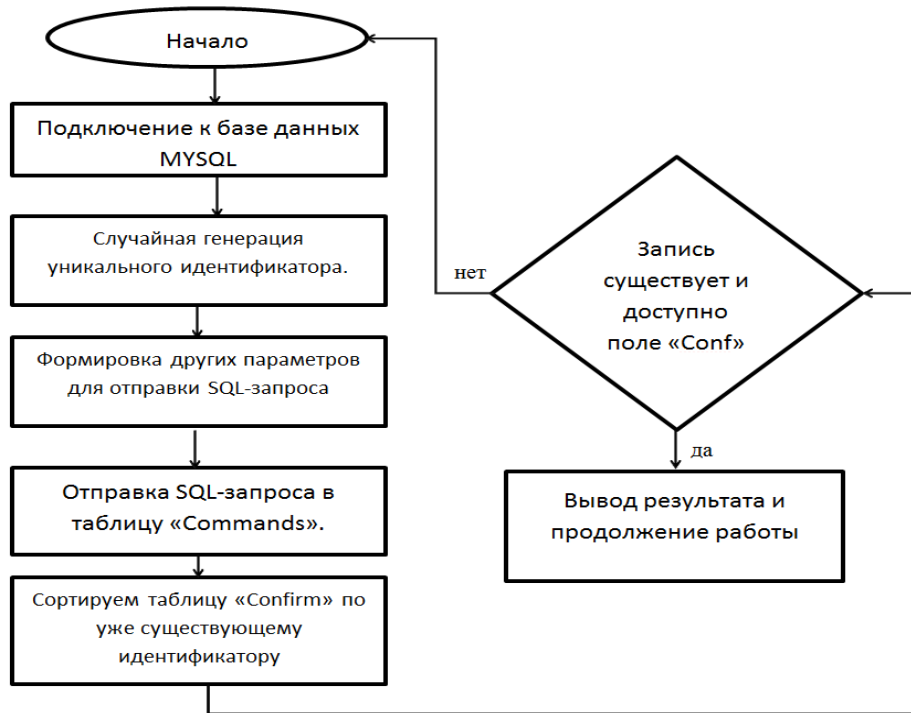 Начало
Подключение к базе данных
MYSQL
Случайная генерация
уникального идентификатора.
Формировка других параметров
для отправки SQL-запроса
Отправка SQL-запроса в
таблицу «Commands».
Сортируем таблицу «Confirm» по
уже существующему
идентификатору
Запись
существует и
доступно
поле «Conf»
нет
да
Вывод результата и
продолжение работы